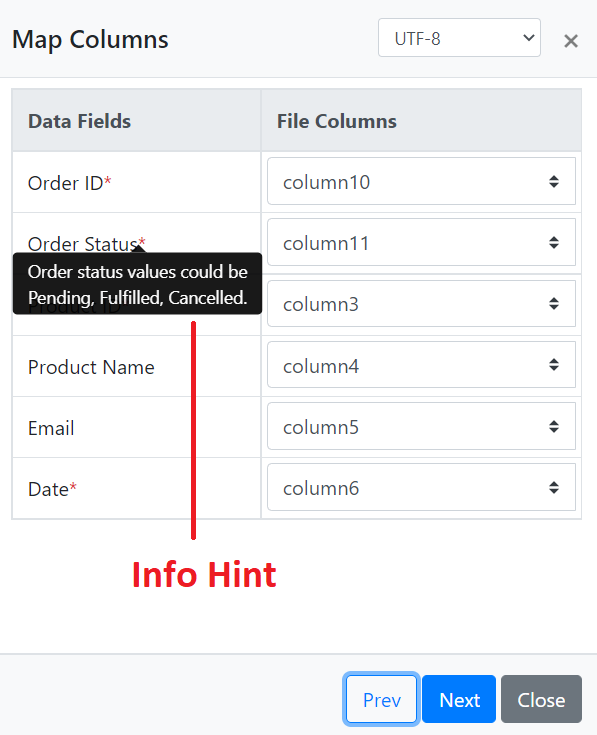 Map Columns UTF-8 ×
Data Fields File Columns
Order ID* column10
Order Status* column11
Order status values could be
Pending, Fulfilled, Cancelled.
Product ID column3
Product Name column4
Email column5
Date* column6
Info Hint
Prev Next Close